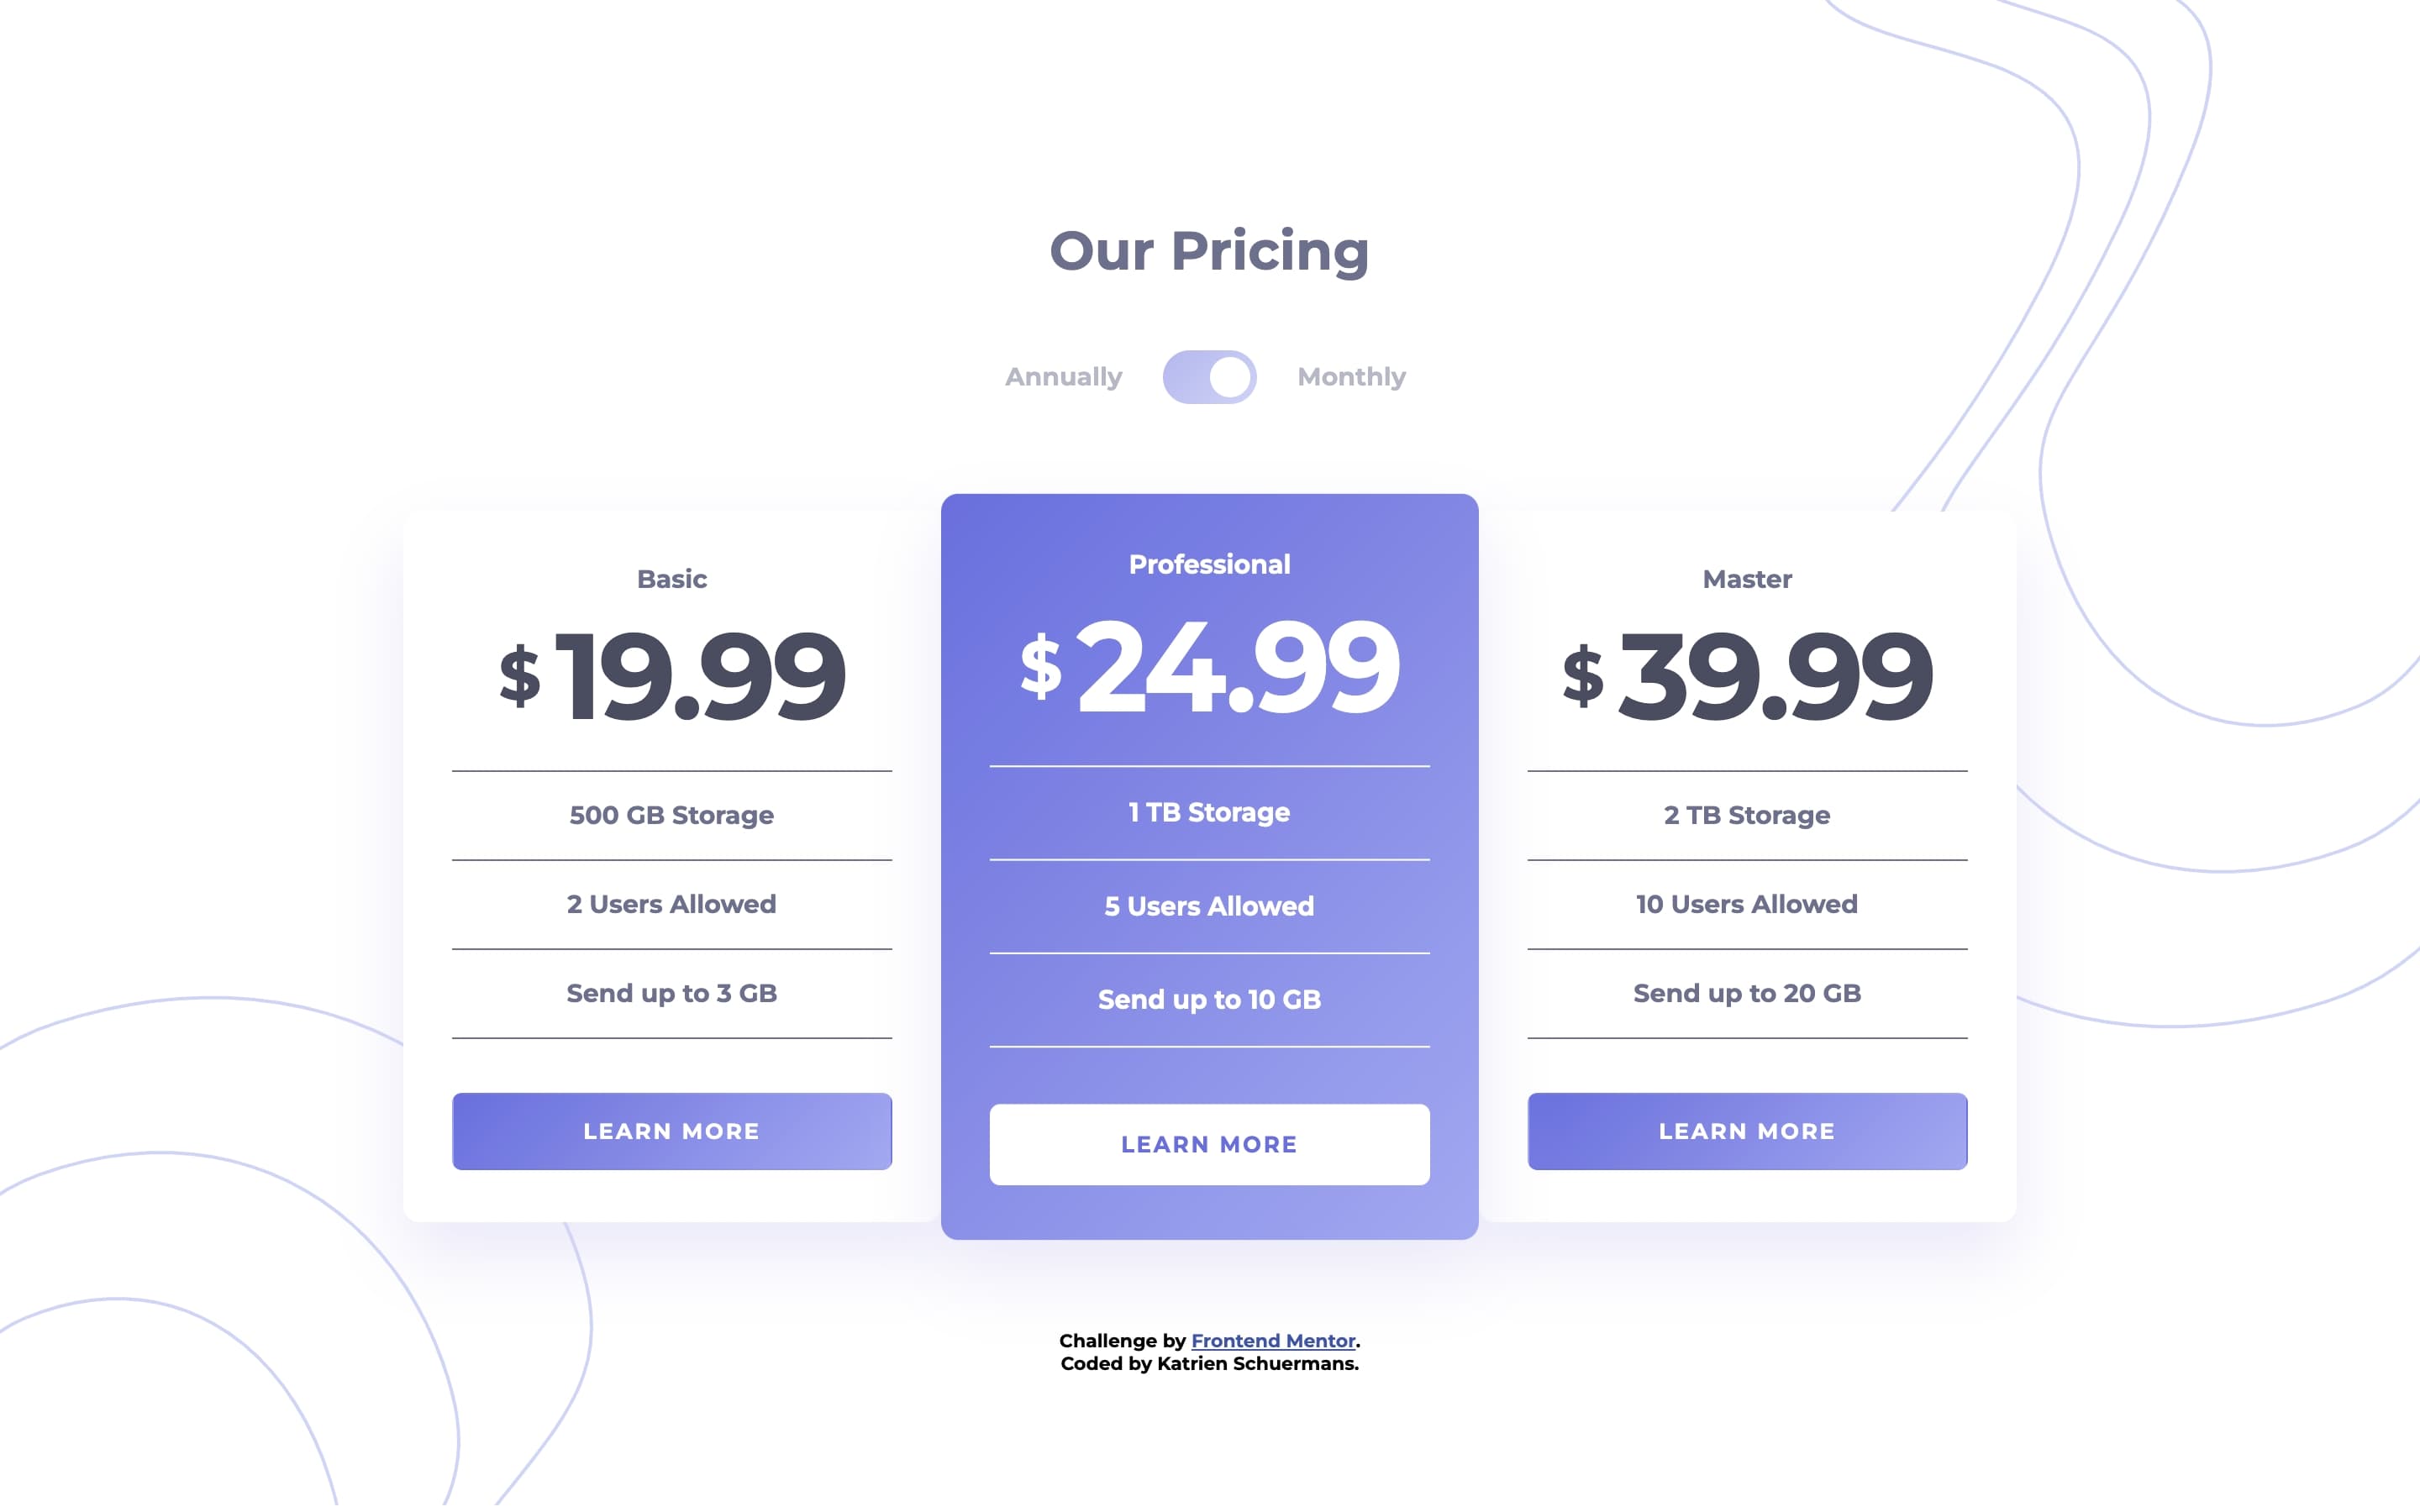 Our Pricing
Annually
Monthly
Basic
$ 19.99
500 GB Storage
2 Users Allowed
Send up to 3 GB
LEARN MORE
Professional
$ 24.99
1 TB Storage
5 Users Allowed
Send up to 10 GB
LEARN MORE
Master
$ 39.99
2 TB Storage
10 Users Allowed
Send up to 20 GB
LEARN MORE
Challenge by Frontend Mentor.
Coded by Katrien Schuermans.